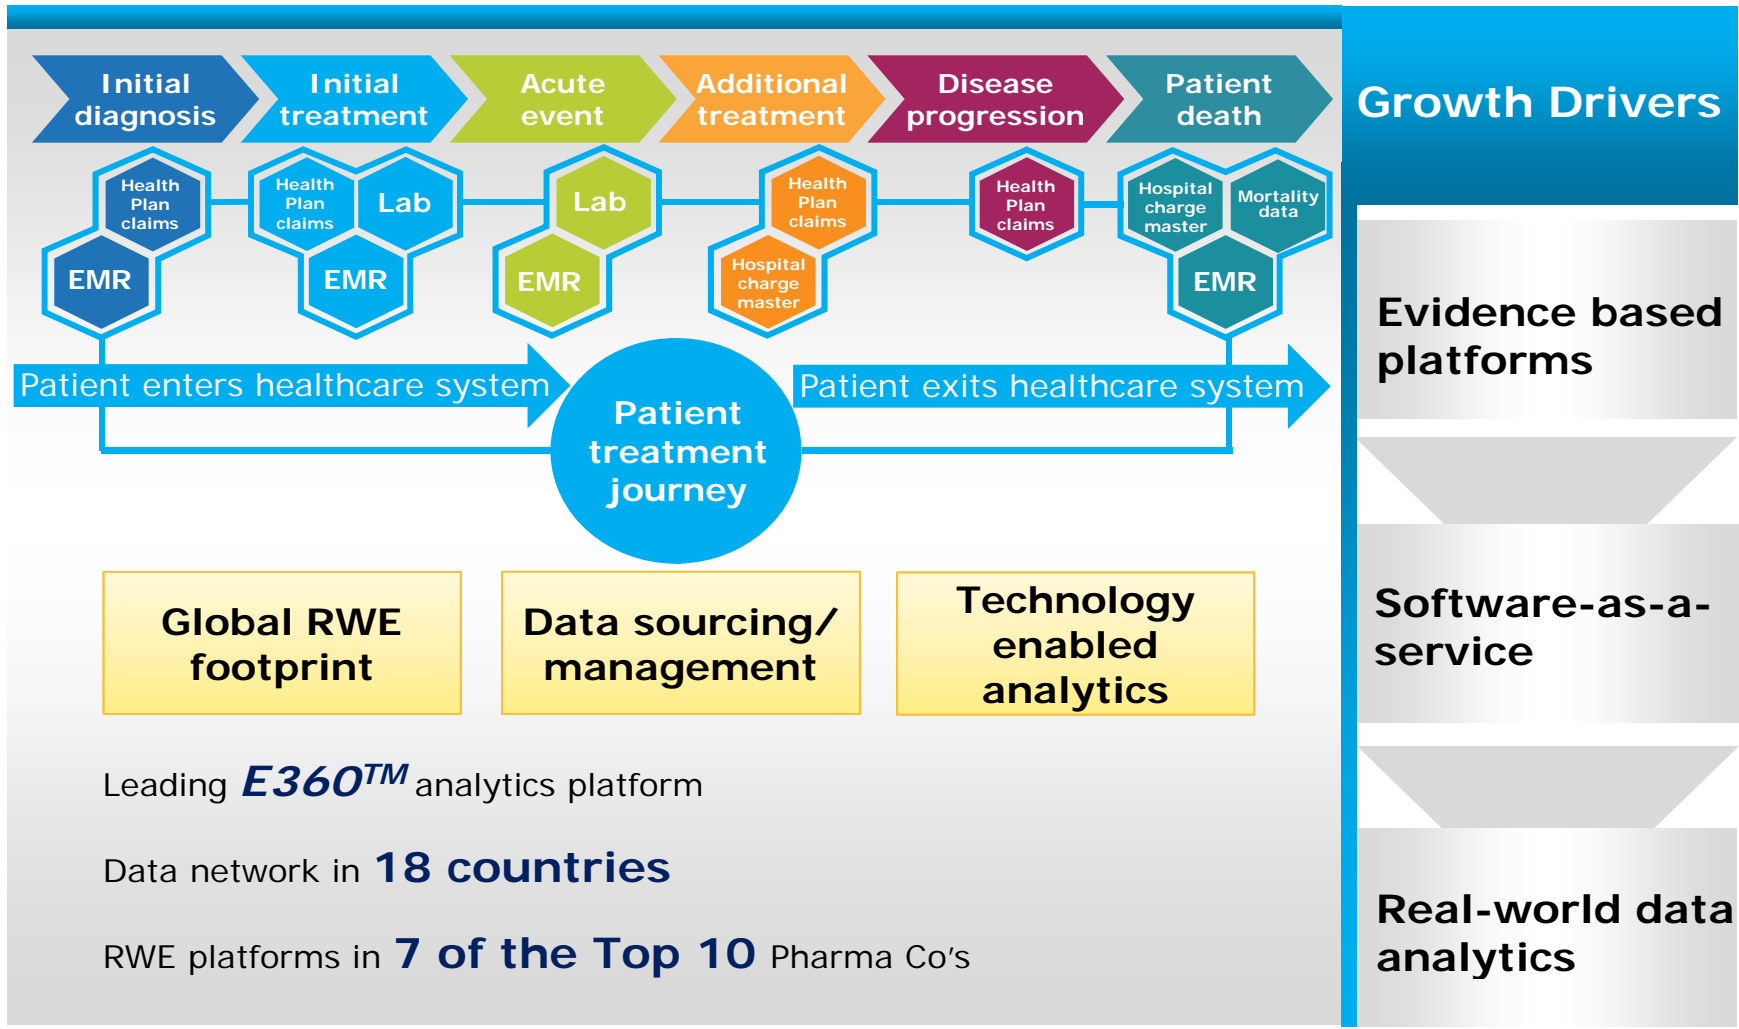 Initial
diagnosis
Initial
treatment
Acute
event
Additional
treatment
Disease
progression
Patient
death
Growth Drivers
Health
Plan
claims
EMR
Health
Plan
claims
Lab
EMR
Lab
EMR
Health
Plan
claims
Hospital
charge
master
Health
Plan
claims
Hospital
charge
master
Mortality
data
EMR
Patient enters healthcare system
Patient exits healthcare system
Patient
treatment
journey
Evidence based
platforms
Software-as-a-
service
Real-world data
analytics
Global RWE
footprint
Data sourcing/
management
Technology
enabled
analytics
Leading E360TM analytics platform
Data network in 18 countries
RWE platforms in 7 of the Top 10 Pharma Co's